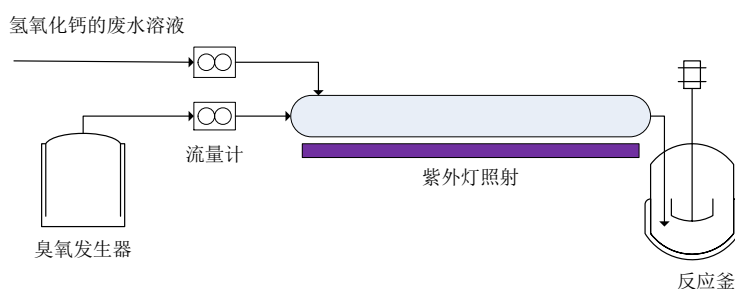 氢氧化钙的废水溶液
流量计
紫外灯照射
臭氧发生器
反应釜